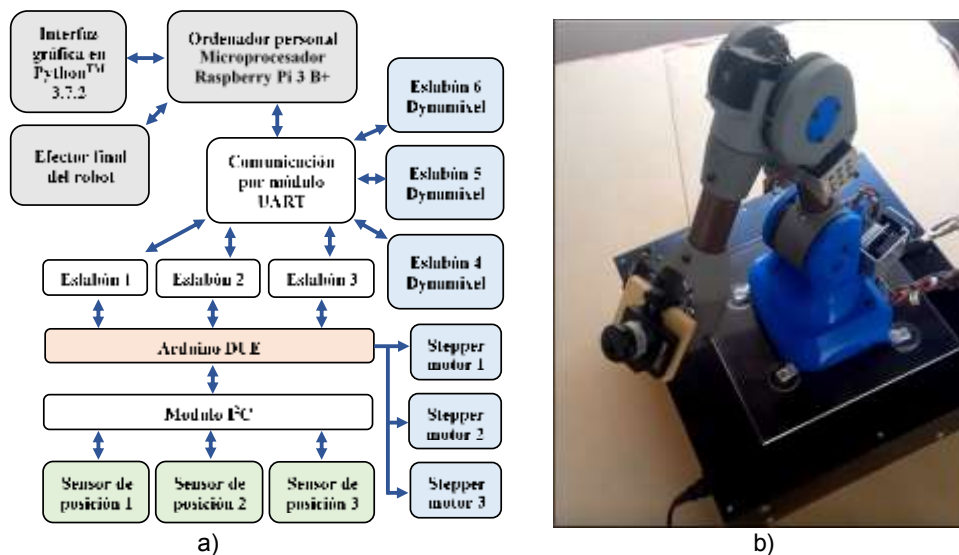 Interfaz
gráfica en
Python™
3.7.2
Ordenador personal
Microprocesador
Raspberry Pi 3 B+
Eslabón 6
Dynamixel
Efector final
del robot
Comunicación
por módulo
UART
Eslabón 5
Dynamixel
Eslabón 1
Eslabón 2
Eslabón 3
Eslabón 4
Dynamixel
Arduino DUE
Stepper
motor 1
Modulo I²C
Stepper
motor 2
Sensor de
posición 1
Sensor de
posición 2
Sensor de
posición 3
Stepper
motor 3
a)
b)